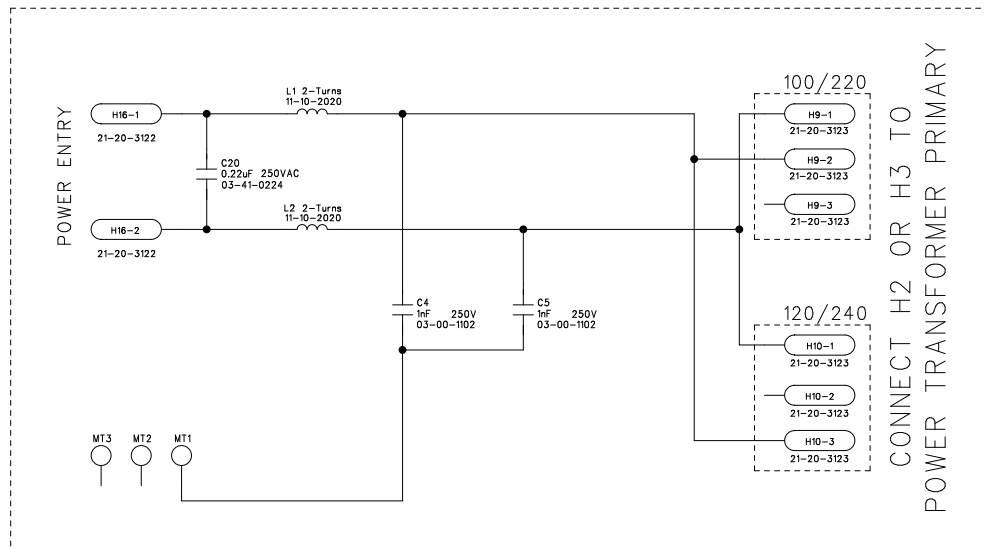 POWER ENTRY
H16-1
21-20-3122
H16-2
21-20-3122
L1 2-Turns
11-10-2020
C20
0.22uF 250VAC
03-41-0224
L2 2-Turns
11-10-2020
C4
1nF 250V
03-00-1102
C5
1nF 250V
03-00-1102
MT3 MT2 MT1
100/220
H9-1
21-20-3123
H9-2
21-20-3123
H9-3
21-20-3123
120/240
H10-1
21-20-3123
H10-2
21-20-3123
H10-3
21-20-3123
CONNECT H2 OR H3 TO
POWER TRANSFORMER PRIMARY